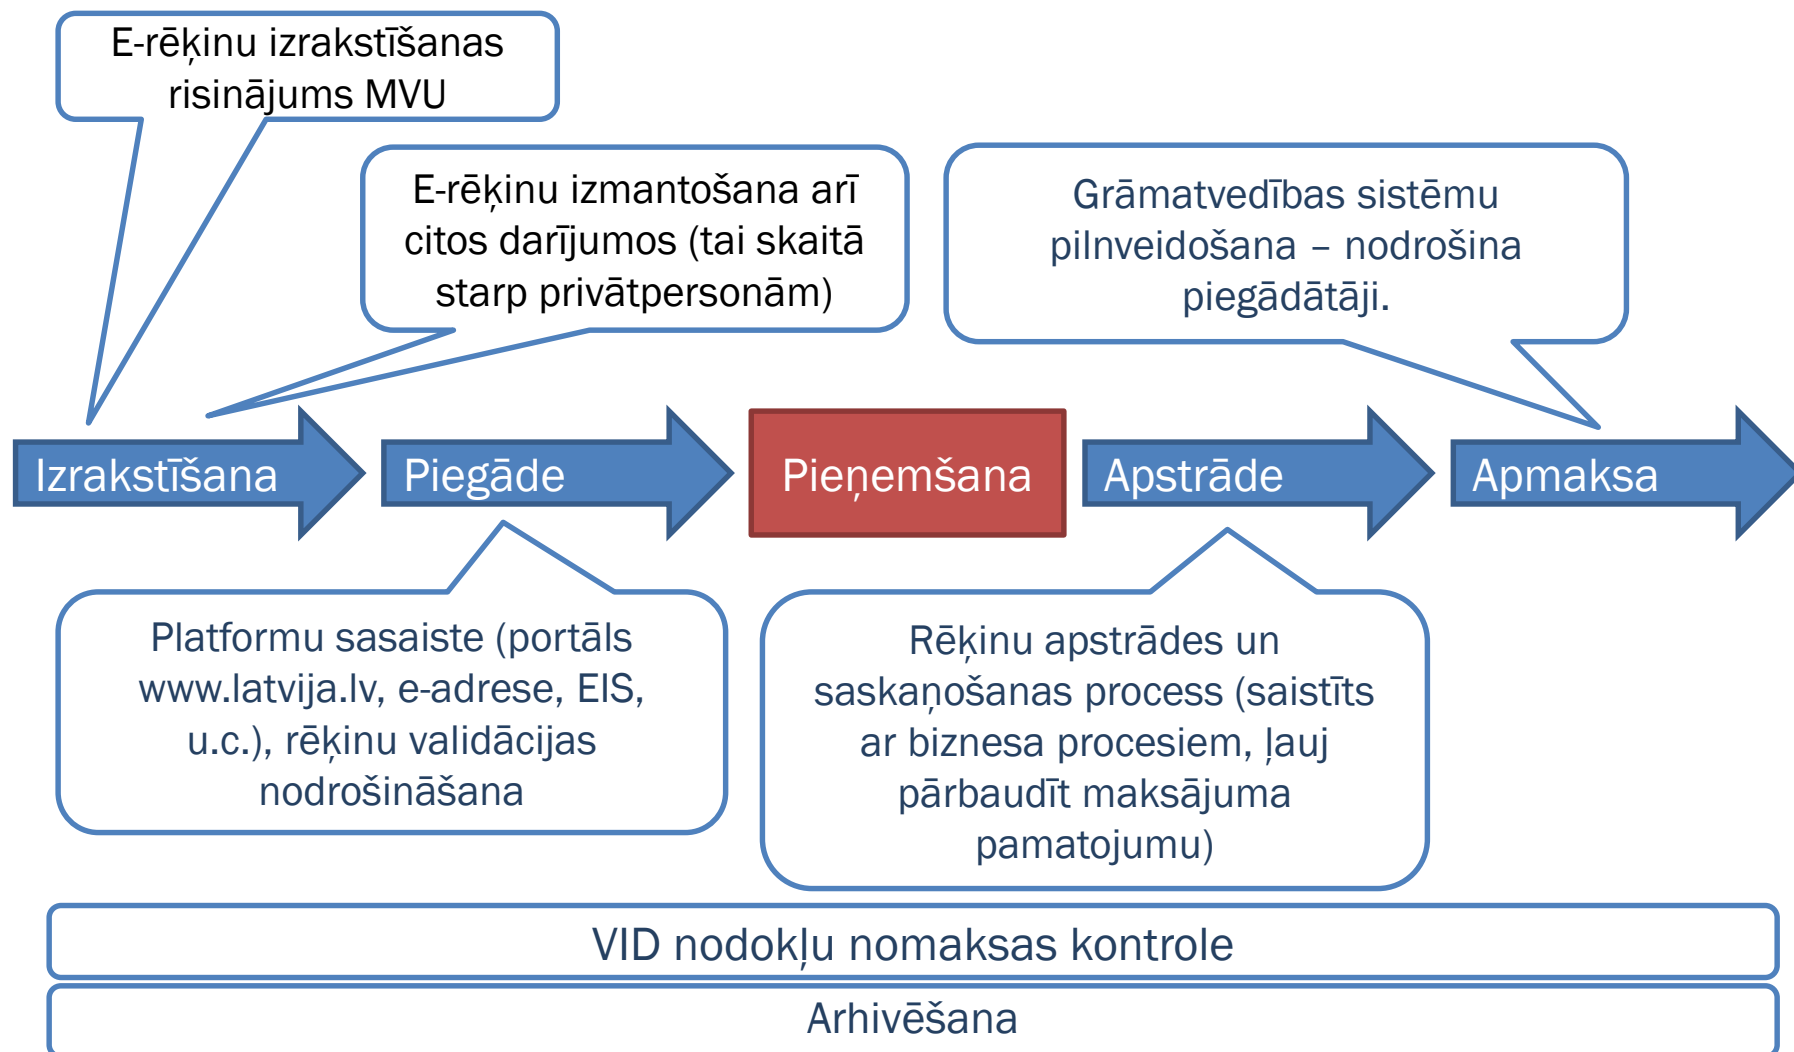 E-rēķinu izrakstīšanas
risinājums MVU
E-rēķinu izmantošana arī
citos darījumos (tai skaitā
starp privātpersonām)
Grāmatvedības sistēmu
pilnveidošana – nodrošina
piegādātāji.
Izrakstīšana
Piegāde
Pieņemšana
Apstrāde
Apmaksa
Platformu sasaiste (portāls
www.latvija.lv, e-adrese, EIS,
u.c.), rēķinu validācijas
nodrošināšana
Rēķinu apstrādes un
saskaņošanas process (saistīts
ar biznesa procesiem, ļauj
pārbaudīt maksājuma
pamatojumu)
VID nodokļu nomaksas kontrole
Arhivēšana